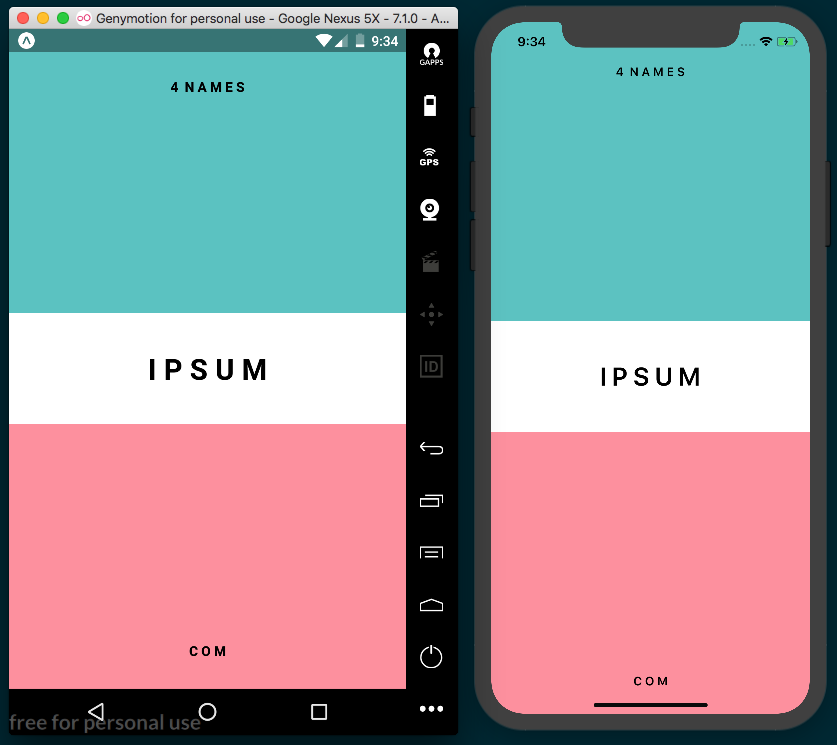 Genymotion for personal use - Google Nexus 5X - 7.1.0 - A...
9:34
4 NAMES
IPSUM
COM
free for personal use
GAPPS
GPS
ID
9:34
4 NAMES
IPSUM
COM